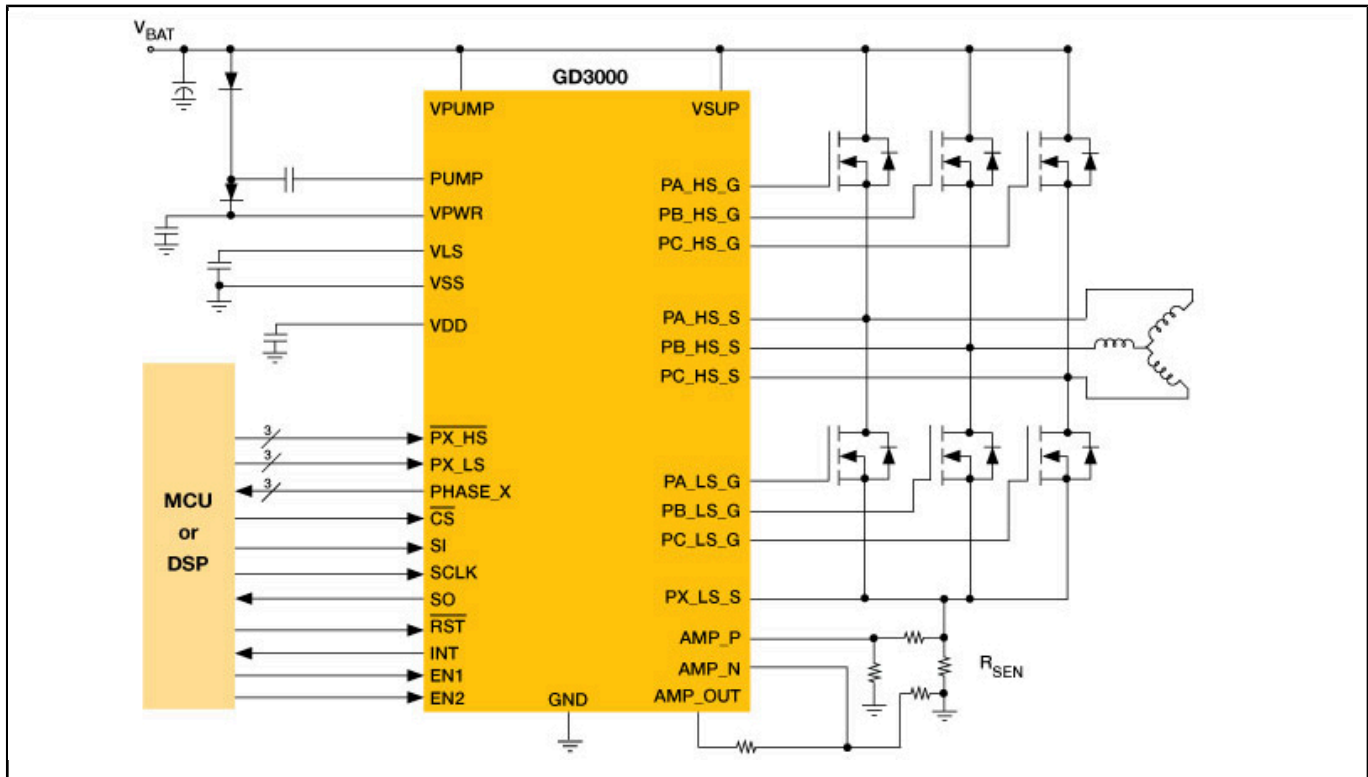 VBAT
GD3000
VPUMP
VSUP
PUMP
VPWR
VLS
VSS
VDD
PA_HS_G
PB_HS_G
PC_HS_G
PA_HS_S
PB_HS_S
PC_HS_S
MCU
or
DSP
3
3
3
PX_HS
PX_LS
PHASE_X
CS
SI
SCLK
SO
RST
INT
EN1
EN2
GND
PA_LS_G
PB_LS_G
PC_LS_G
PX_LS_S
AMP_P
AMP_N
AMP_OUT
RSEN